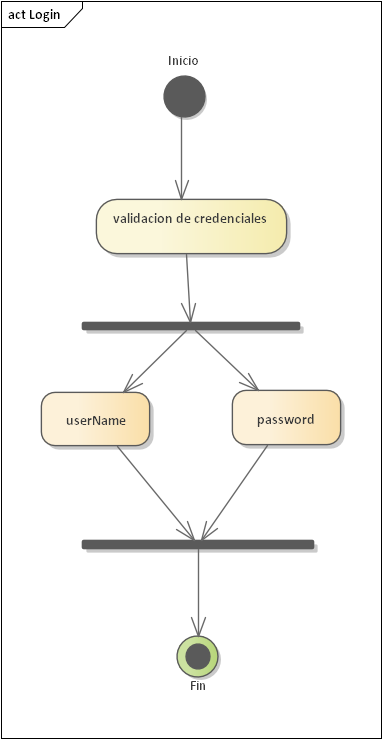 act Login
Inicio
validacion de credenciales
userName
password
Fin